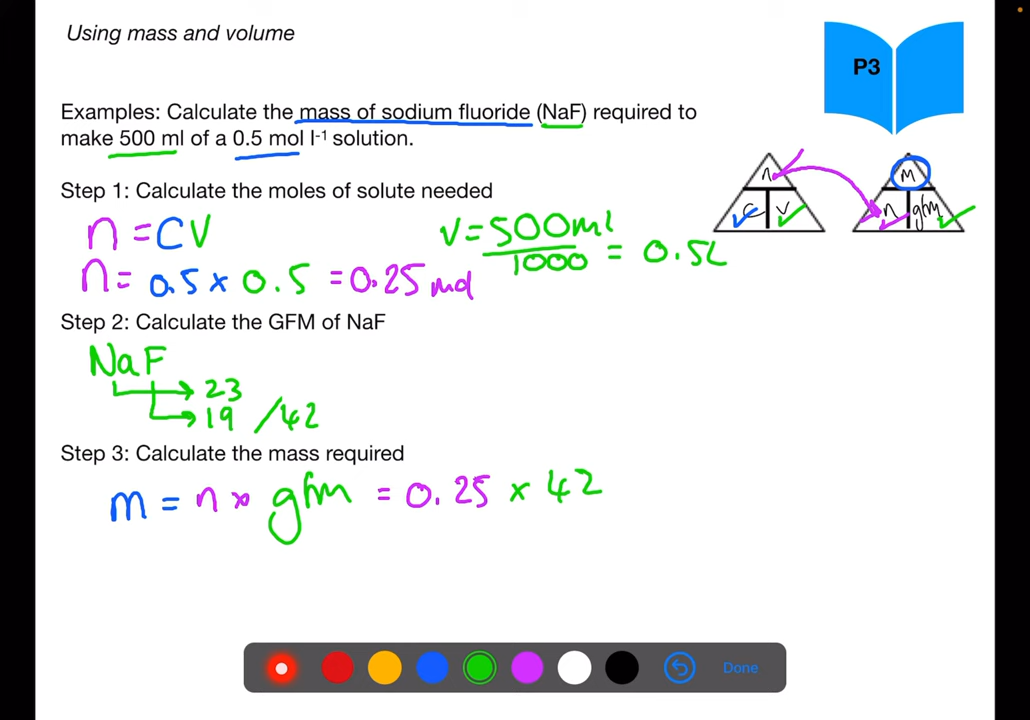 Using mass and volume
P3
Examples: Calculate the mass of sodium fluoride (NaF) required to
make 500 ml of a 0.5 mol l⁻¹ solution.
n
c v
m
n gfm
Step 1: Calculate the moles of solute needed
n = CV
v = 500ml
1000 = 0.5L
n = 0.5 × 0.5 = 0.25 mol
Step 2: Calculate the GFM of NaF
NaF
23
19 /42
Step 3: Calculate the mass required
m = n × gfm = 0.25 × 42
Done